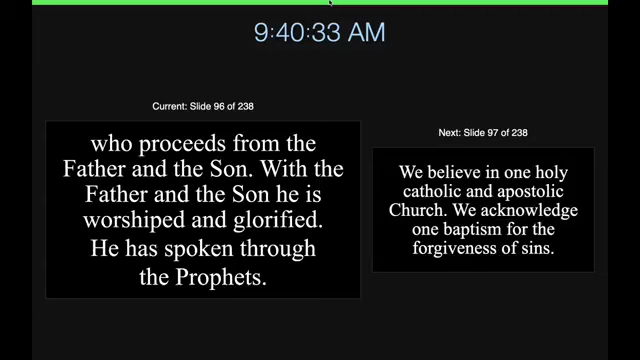 9:40:33 AM
Current: Slide 96 of 238
who proceeds from the
Father and the Son. With the
Father and the Son he is
worshiped and glorified.
He has spoken through
the Prophets.
Next: Slide 97 of 238
We believe in one holy
catholic and apostolic
Church. We acknowledge
one baptism for the
forgiveness of sins.